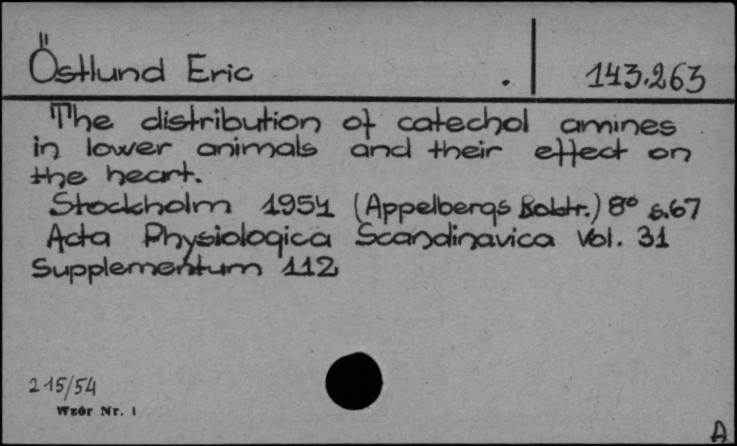 Östlund Eric . 143.263
The distribution of catechol amines
in lower animals and their effect on
the heart.
Stockholm 1954 (Appelbergs Boktr.) 8° s.67
Acta Physiologica Scandinavica Vol. 31
Supplementum 112
215/54
Wzór Nr. 1
A